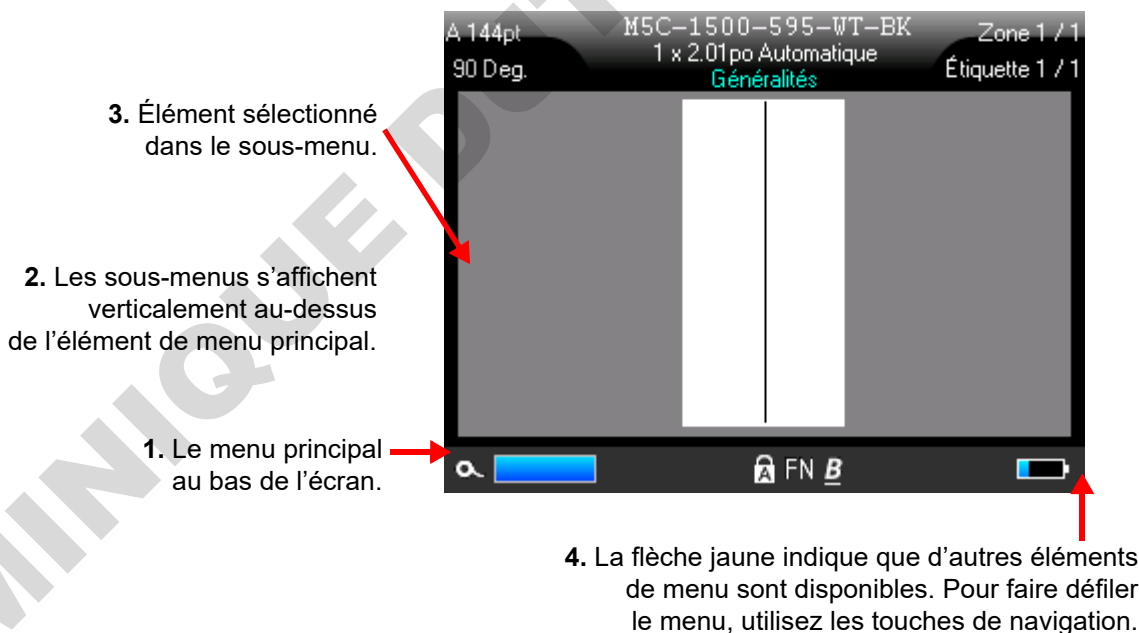 A 144pt
M5C-1500-595-WT-BK
Zone 1 / 1
1 x 2.01po Automatique
90 Deg.
Généralités
Étiquette 1 / 1
3. Élément sélectionné
dans le sous-menu.
2. Les sous-menus s’affichent
verticalement au-dessus
de l’élément de menu principal.
1. Le menu principal
au bas de l’écran.
A FN B
4. La flèche jaune indique que d’autres éléments
de menu sont disponibles. Pour faire défiler
le menu, utilisez les touches de navigation.